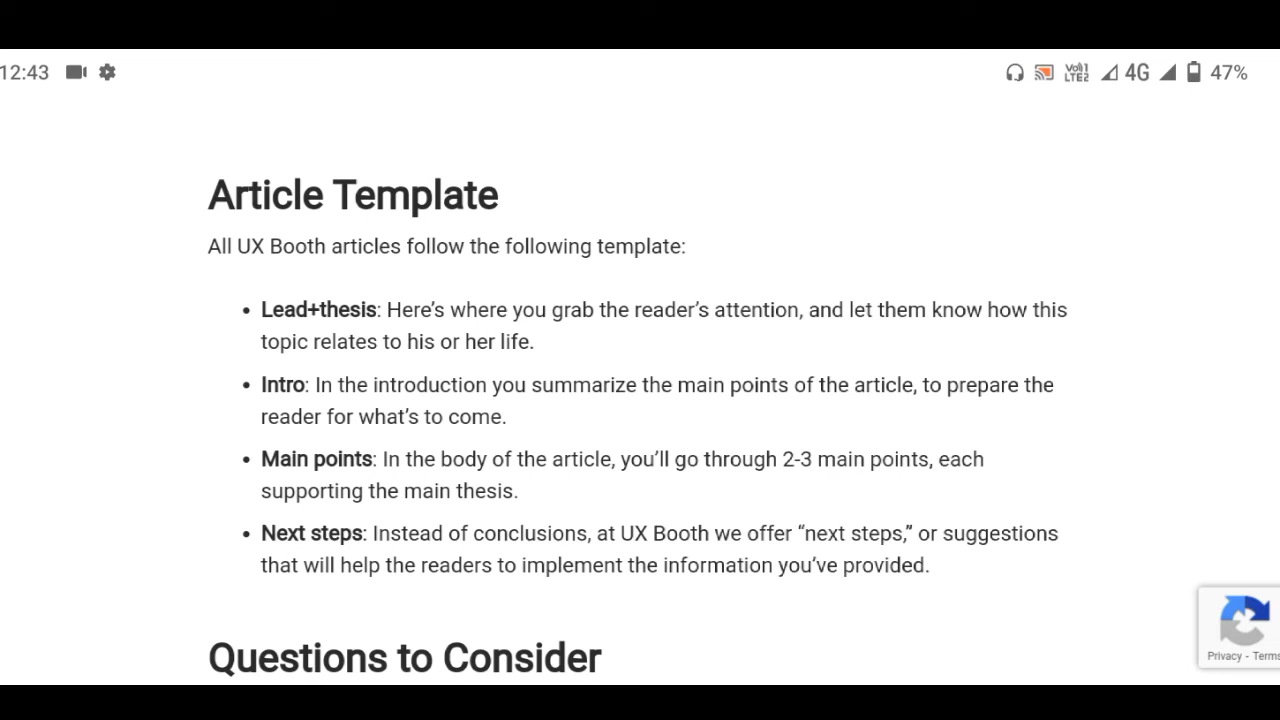 12:43
Vo)) 1
LTE2
4G
47%
Article Template
All UX Booth articles follow the following template:
• Lead+thesis: Here’s where you grab the reader’s attention, and let them know how this
topic relates to his or her life.
• Intro: In the introduction you summarize the main points of the article, to prepare the
reader for what’s to come.
• Main points: In the body of the article, you’ll go through 2-3 main points, each
supporting the main thesis.
• Next steps: Instead of conclusions, at UX Booth we offer “next steps,” or suggestions
that will help the readers to implement the information you’ve provided.
Questions to Consider
Privacy - Terms